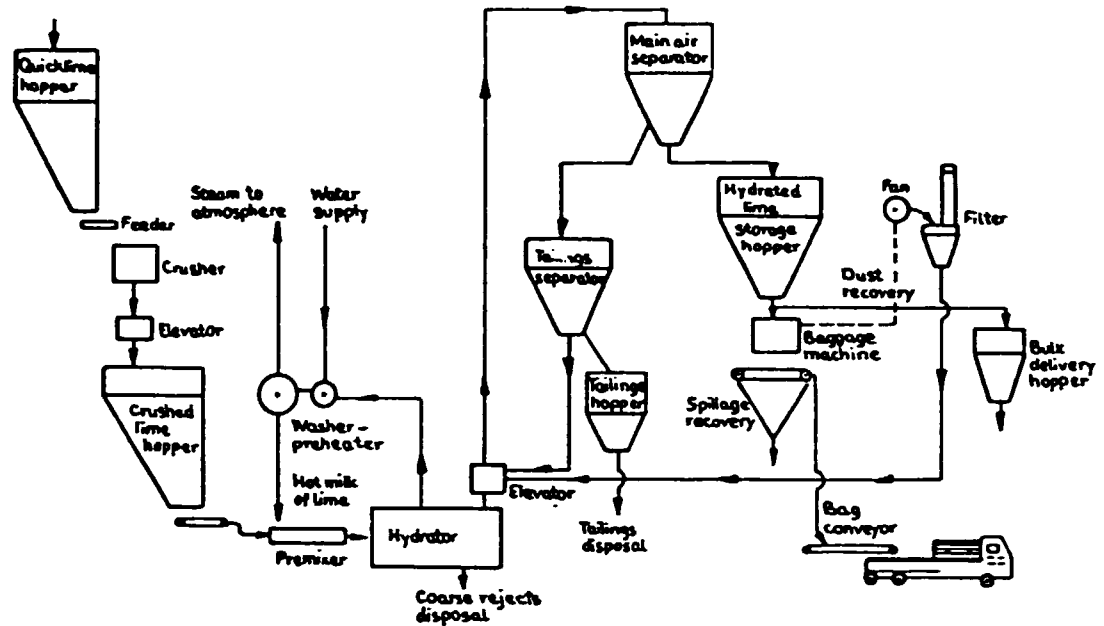 Quicklime
hopper
Feeder
Crusher
Elevator
Crushed
lime
hopper
Steam to
atmosphere
Water
supply
Washer-
preheater
Hot milk
of lime
Premixer
Hydrator
Coarse rejects
disposal
Elevator
Main air
separator
Tailings
separator
Tailings
hopper
Tailings
disposal
Hydrated
lime
storage
hopper
Baggage
machine
Dust
recovery
Fan
Filter
Bulk
delivery
hopper
Spillage
recovery
Bag
conveyor